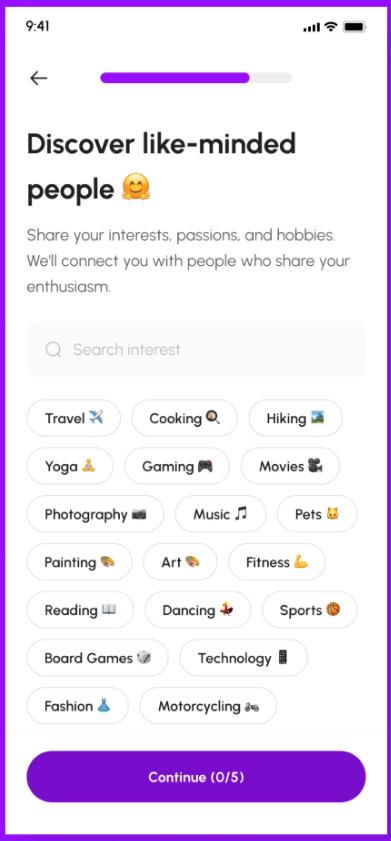 9:41
Discover like-minded
people 🤗
Share your interests, passions, and hobbies.
We'll connect you with people who share your
enthusiasm.
Search interest
Travel ✈️ Cooking 🍳 Hiking 🏞️
Yoga 🧘 Gaming 🎮 Movies 🎥
Photography 📷 Music 🎵 Pets 🐱
Painting 🎨 Art 🎨 Fitness 💪
Reading 📖 Dancing 💃 Sports 🏀
Board Games 🎲 Technology 📱
Fashion 👗 Motorcycling 🏍️
Continue (0/5)